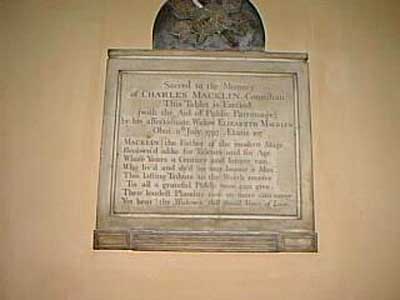 Sacred to the Memory
of CHARLES MACKLIN, Comedian
This Tablet is Erected
(with the Aid of Public Patronage)
by his affectionate Widow ELIZABETH MACKLIN
Obiit 11th July 1797 Ætatis 107
MACKLIN! the Father of the modern Stage
Renown'd alike for Talents and for Age
Whose Years a Century and longer ran,
Who liv'd and dy'd as may become a Man
This lasting Tribute to thy Worth receive
'Tis all a grateful Public can give
Their loudest Plaudits now no more can move
Yet hear! thy Widow's still small Voice of Love.